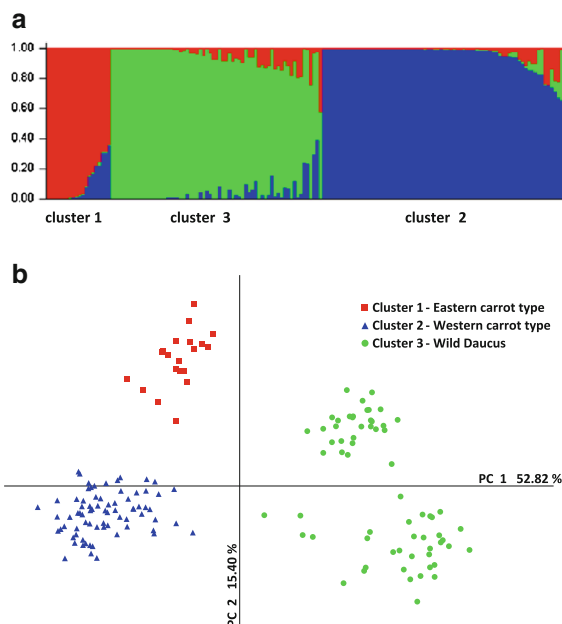 a
1.00
0.80
0.60
0.40
0.20
0.00
cluster 1
cluster 3
cluster 2
b
Cluster 1 - Eastern carrot type
Cluster 2 - Western carrot type
Cluster 3 - Wild Daucus
PC 1 52.82 %
PC 2 15.40 %